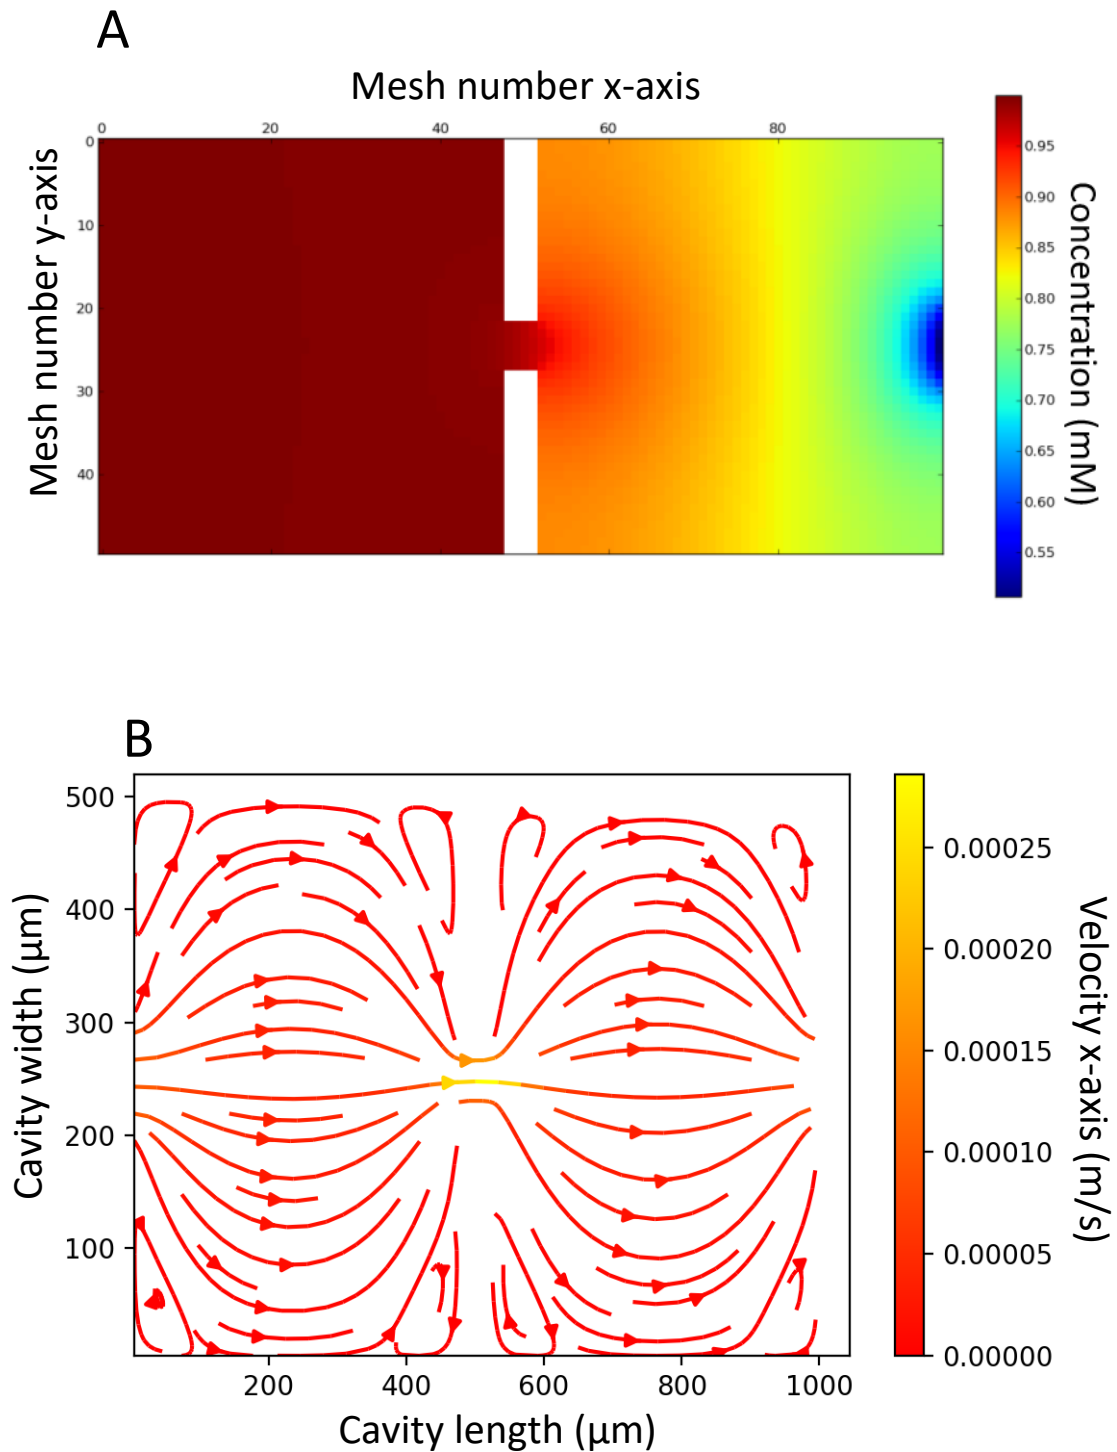 A
Mesh number x-axis
0 20 40 60 80
Mesh number y-axis
0
10
20
30
40
0.95
0.90
0.85
0.80
0.75
0.70
0.65
0.60
0.55
Concentration (mM)
B
500
400
300
200
100
Cavity width (μm)
200 400 600 800 1000
Cavity length (μm)
0.00025
0.00020
0.00015
0.00010
0.00005
0.00000
Velocity x-axis (m/s)